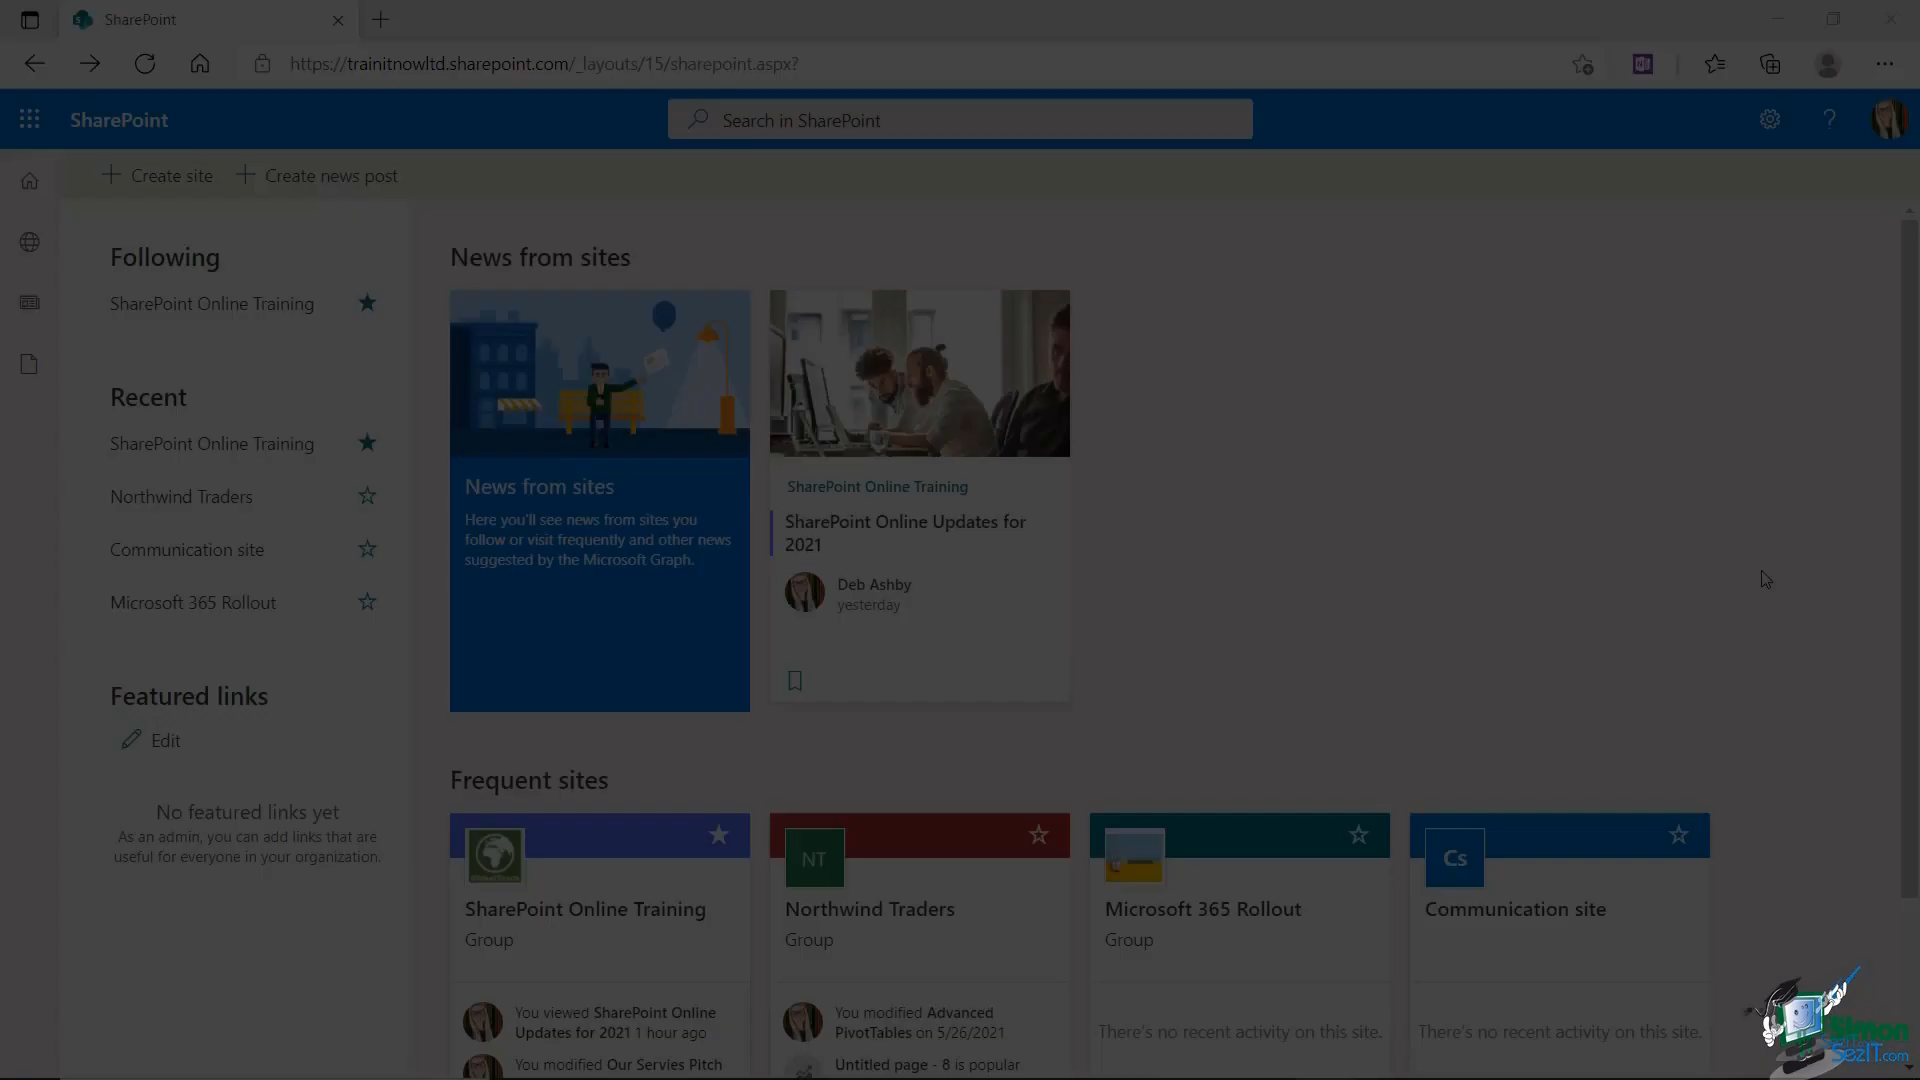 SharePoint
https://trainitnowltd.sharepoint.com/_layouts/15/sharepoint.aspx?
SharePoint
Search in SharePoint
Create site
Create news post
Following
SharePoint Online Training
Recent
SharePoint Online Training
Northwind Traders
Communication site
Microsoft 365 Rollout
Featured links
Edit
No featured links yet
As an admin, you can add links that are
useful for everyone in your organization.
News from sites
News from sites
Here you'll see news from sites you
follow or visit frequently and other news
suggested by the Microsoft Graph.
SharePoint Online Training
SharePoint Online Updates for
2021
Deb Ashby
yesterday
Frequent sites
SharePoint Online Training
Group
You viewed SharePoint Online
Updates for 2021 1 hour ago
You modified Our Servies Pitch
NT
Northwind Traders
Group
You modified Advanced
PivotTables on 5/26/2021
Untitled page - 8 is popular
Microsoft 365 Rollout
Group
There's no recent activity on this site.
Cs
Communication site
There's no recent activity on this site.
Simon
SezIT.com